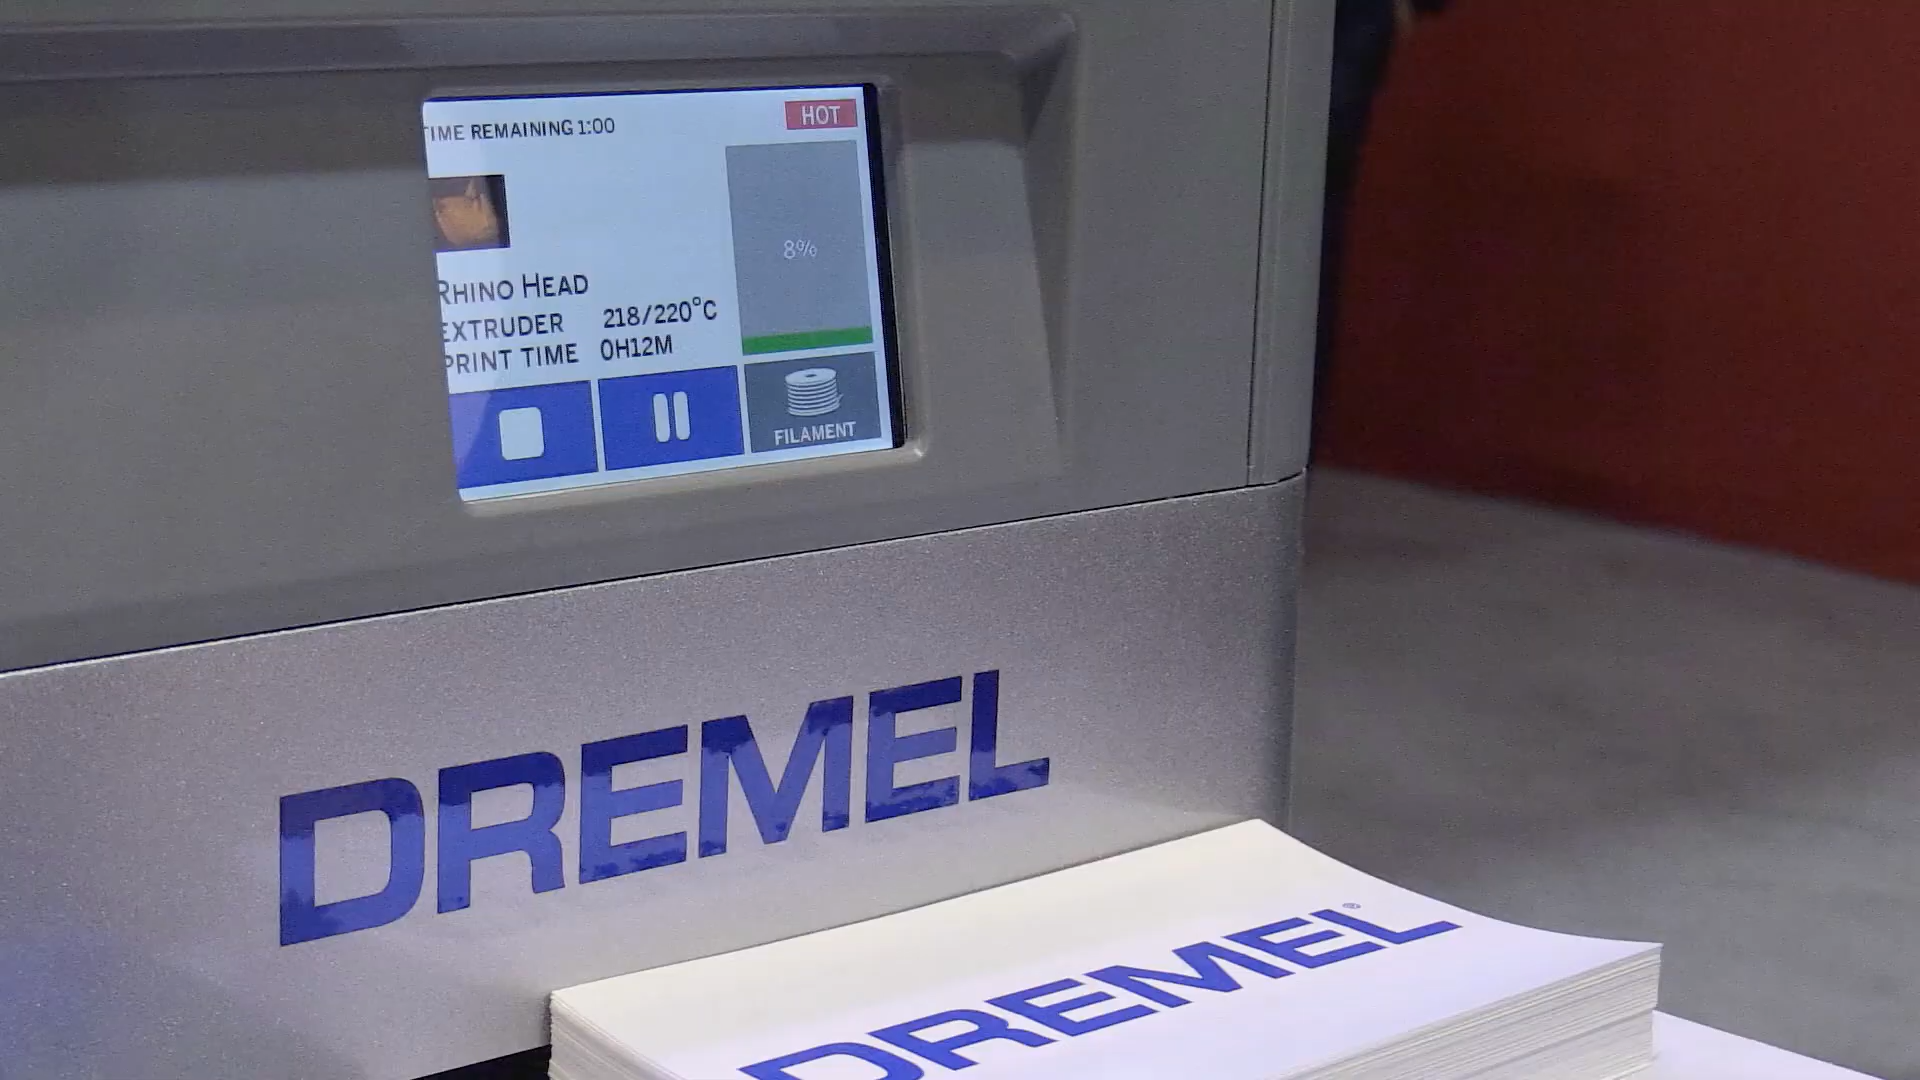 TIME REMAINING 1:00
HOT
8%
RHINO HEAD
EXTRUDER 218/220°C
PRINT TIME 0H12M
FILAMENT
DREMEL
DREMEL®